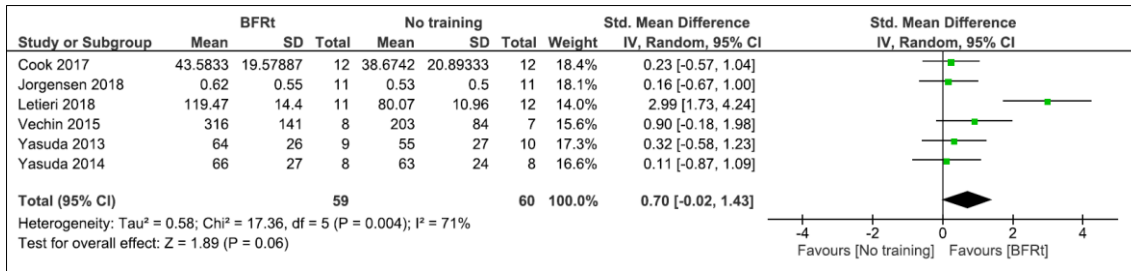 BFRt No training Std. Mean Difference Std. Mean Difference
Study or Subgroup Mean SD Total Mean SD Total Weight IV, Random, 95% CI IV, Random, 95% CI
Cook 2017 43.5833 19.57887 12 38.6742 20.89333 12 18.4% 0.23 [-0.57, 1.04]
Jorgensen 2018 0.62 0.55 11 0.53 0.5 11 18.1% 0.16 [-0.67, 1.00]
Letieri 2018 119.47 14.4 11 80.07 10.96 12 14.0% 2.99 [1.73, 4.24]
Vechin 2015 316 141 8 203 84 7 15.6% 0.90 [-0.18, 1.98]
Yasuda 2013 64 26 9 55 27 10 17.3% 0.32 [-0.58, 1.23]
Yasuda 2014 66 27 8 63 24 8 16.6% 0.11 [-0.87, 1.09]
Total (95% CI) 59 60 100.0% 0.70 [-0.02, 1.43]
Heterogeneity: Tau² = 0.58; Chi² = 17.36, df = 5 (P = 0.004); I² = 71%
Test for overall effect: Z = 1.89 (P = 0.06)
-4 -2 0 2 4
Favours [No training] Favours [BFRt]